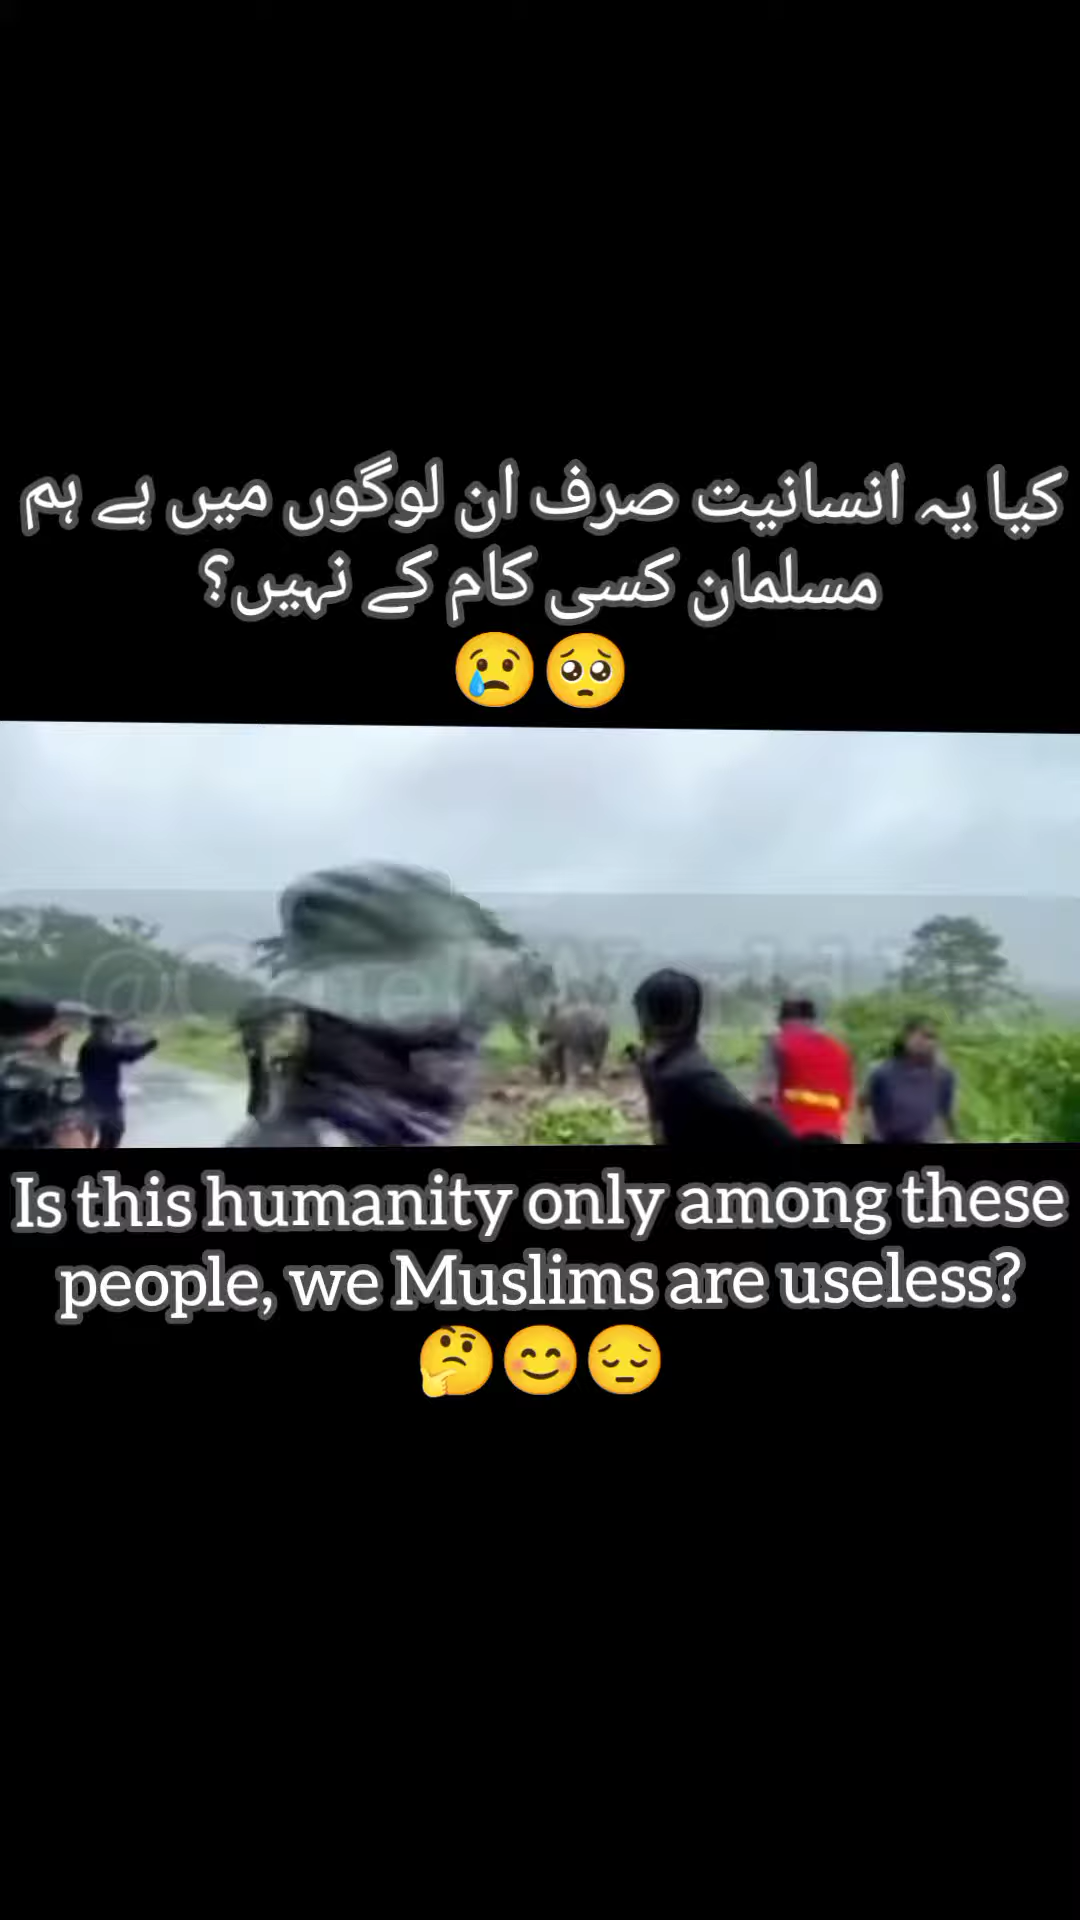 کیا یہ انسانیت صرف ان لوگوں میں ہے ہم
مسلمان کسی کام کے نہیں؟
😢🥺
Is this humanity only among these
people, we Muslims are useless?
🤔😊😔